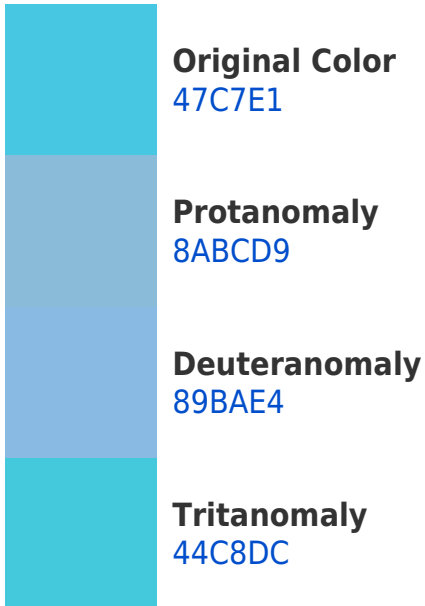 Original Color
47C7E1
Protanomaly
8ABCD9
Deuteranomaly
89BAE4
Tritanomaly
44C8DC